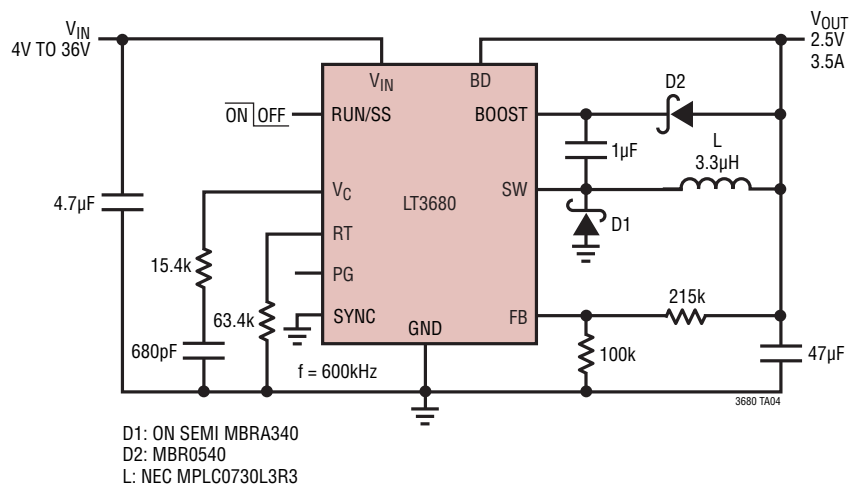 VIN
4V TO 36V
VOUT
2.5V
3.5A
VIN
BD
D2
ON OFF
RUN/SS
BOOST
L
3.3µH
1µF
4.7µF
VC
LT3680
SW
D1
RT
15.4k
PG
215k
63.4k
SYNC
GND
FB
680pF
f = 600kHz
100k
47µF
3680 TA04
D1: ON SEMI MBRA340
D2: MBR0540
L: NEC MPLC0730L3R3